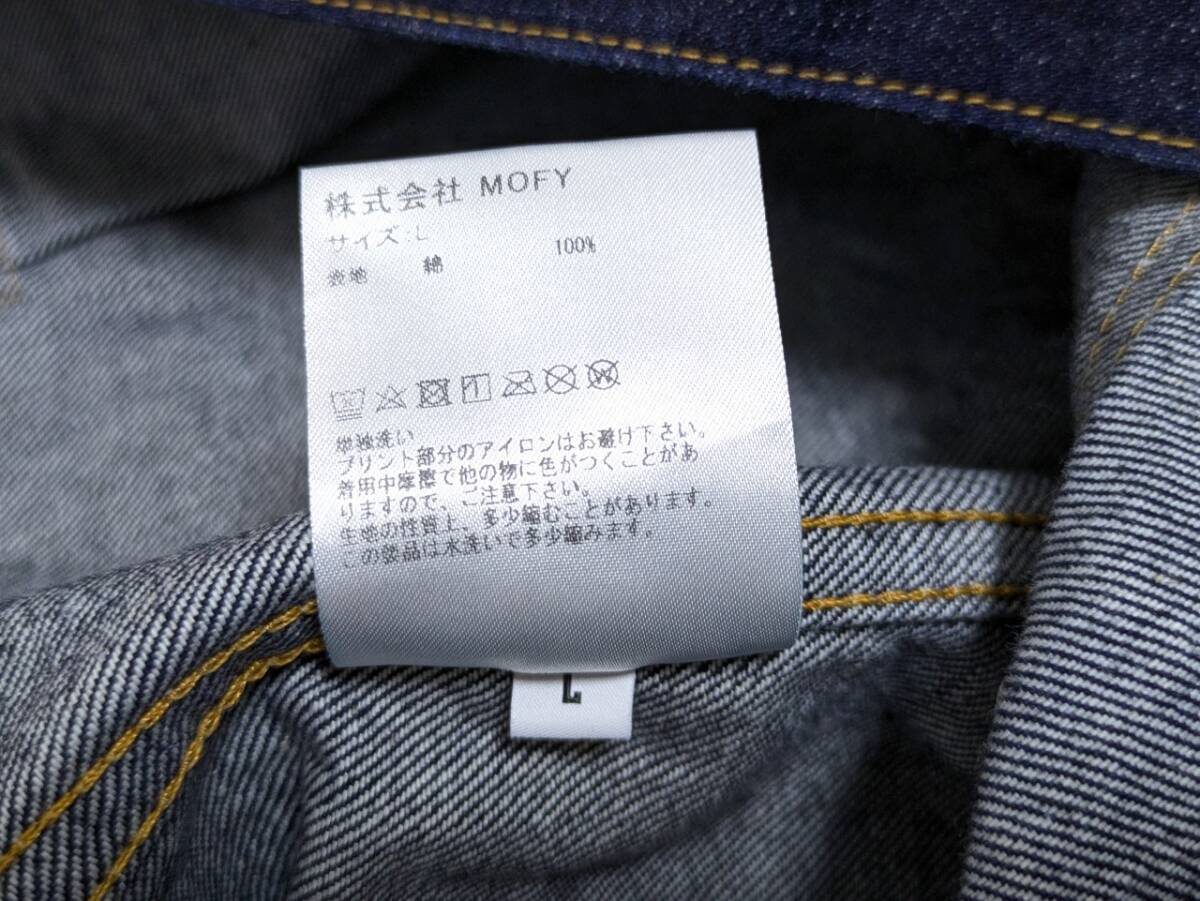 株式会社 MOFY
サイズ:L
表地 綿 100%
単独洗い
プリント部分のアイロンはお避け下さい。
着用中摩擦で他の物に色がつくことがあ
りますので、ご注意下さい。
生地の性質上、多少縮むことがあります。
この製品は水洗いで多少縮みます。
L